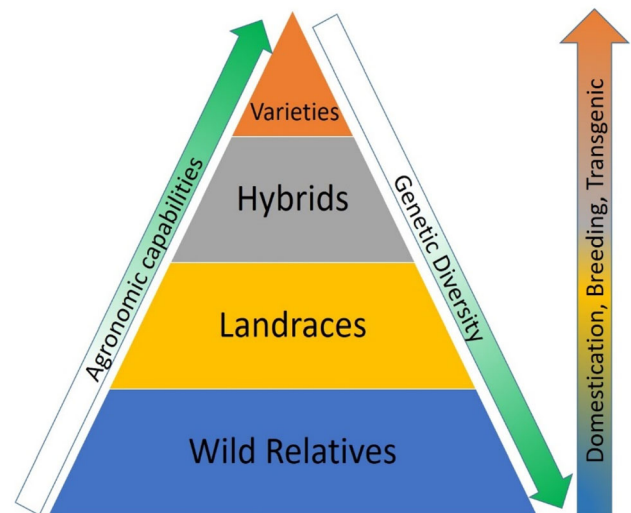 Varieties
Hybrids
Landraces
Wild Relatives
Agronomic capabilities
Genetic Diversity
Domestication, Breeding, Transgenic